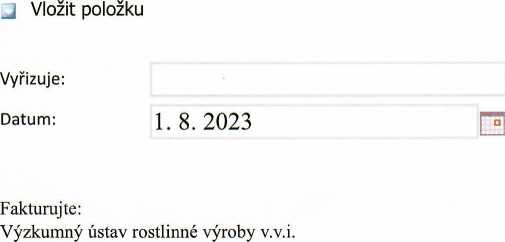 Vložit položku
Vyřizuje:
Datum: 1. 8. 2023
Fakturujte:
Výzkumný ústav rostlinné výroby v.v.i.